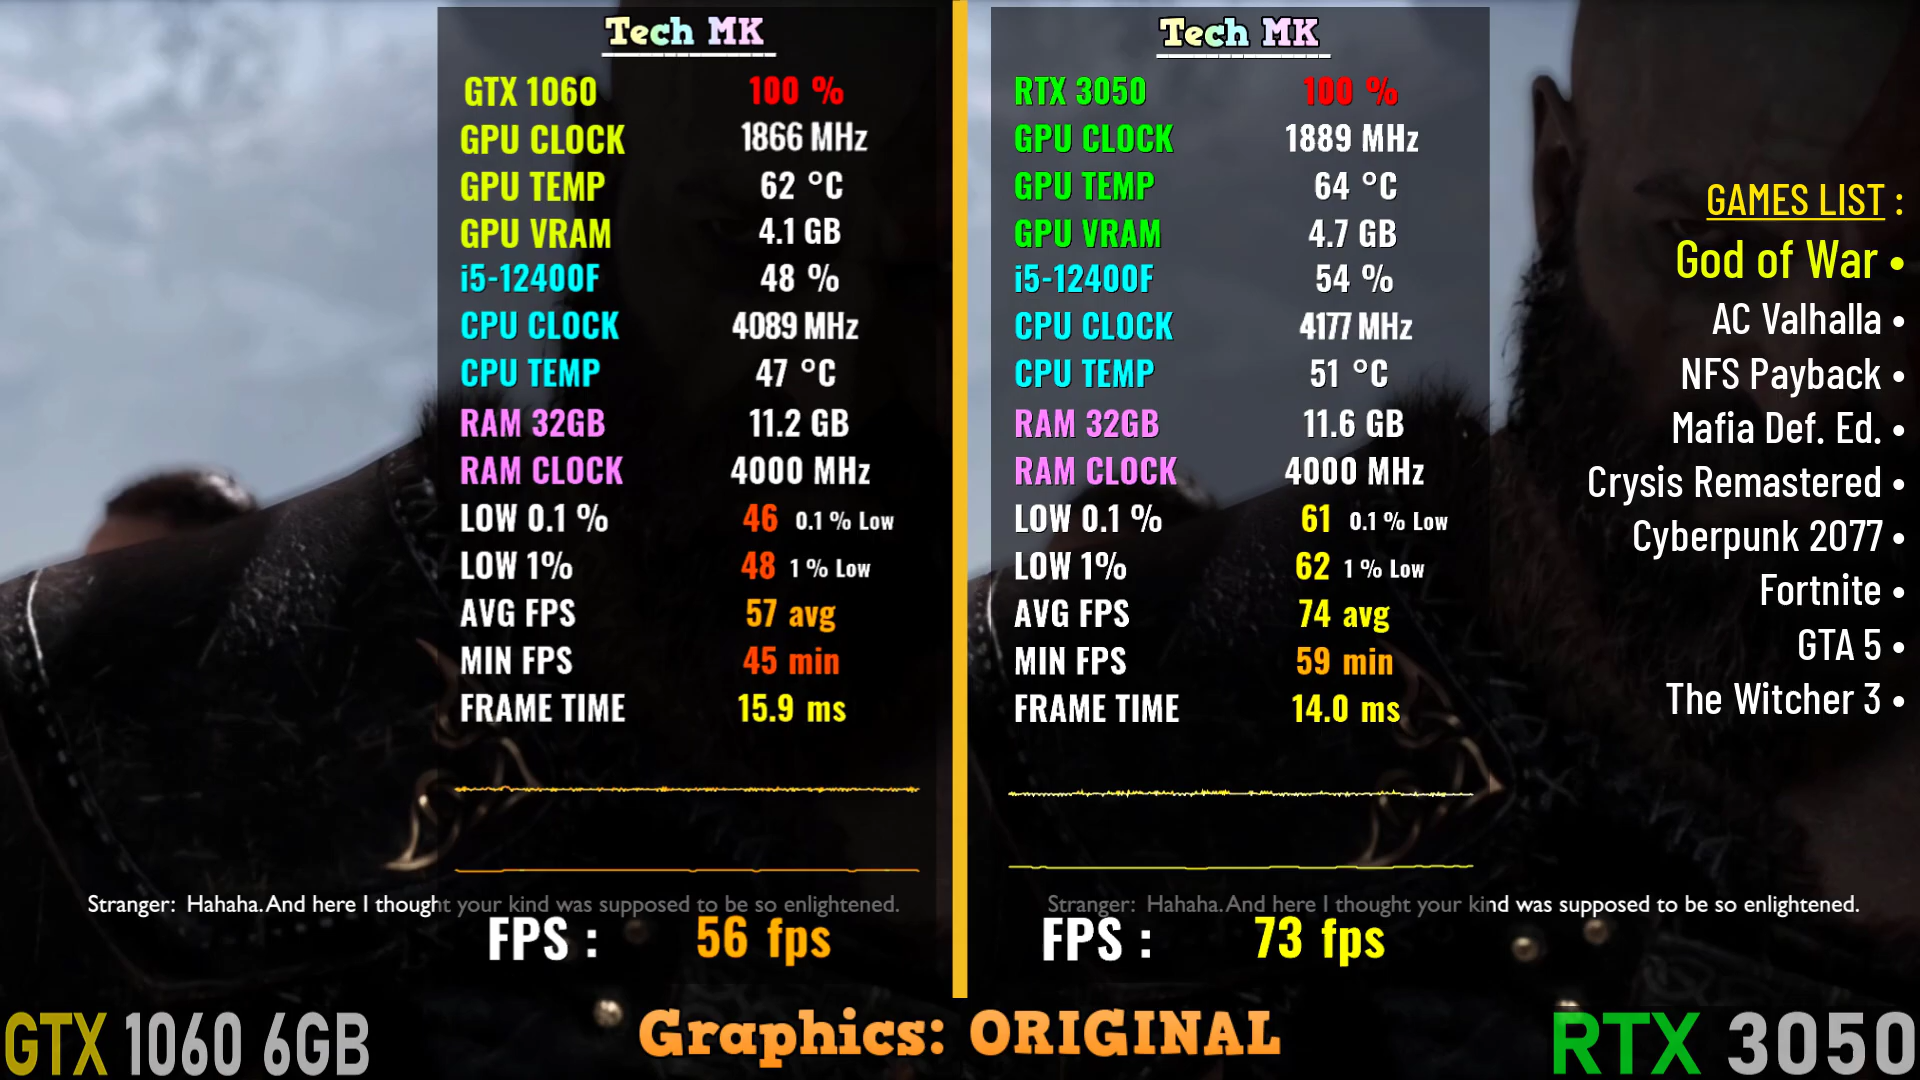 Tech MK
GTX 1060 100 %
GPU CLOCK 1866 MHz
GPU TEMP 62 °C
GPU VRAM 4.1 GB
i5-12400F 48 %
CPU CLOCK 4089 MHz
CPU TEMP 47 °C
RAM 32GB 11.2 GB
RAM CLOCK 4000 MHz
LOW 0.1 % 46 0.1 % Low
LOW 1% 48 1 % Low
AVG FPS 57 avg
MIN FPS 45 min
FRAME TIME 15.9 ms
Stranger: Hahaha. And here I thought your kind was supposed to be so enlightened.
FPS : 56 fps
Tech MK
RTX 3050 100 %
GPU CLOCK 1889 MHz
GPU TEMP 64 °C
GPU VRAM 4.7 GB
i5-12400F 54 %
CPU CLOCK 4177 MHz
CPU TEMP 51 °C
RAM 32GB 11.6 GB
RAM CLOCK 4000 MHz
LOW 0.1 % 61 0.1 % Low
LOW 1% 62 1 % Low
AVG FPS 74 avg
MIN FPS 59 min
FRAME TIME 14.0 ms
Stranger: Hahaha. And here I thought your kind was supposed to be so enlightened.
FPS : 73 fps
GAMES LIST :
God of War •
AC Valhalla •
NFS Payback •
Mafia Def. Ed. •
Crysis Remastered •
Cyberpunk 2077 •
Fortnite •
GTA 5 •
The Witcher 3 •
GTX 1060 6GB
Graphics: ORIGINAL
RTX 3050